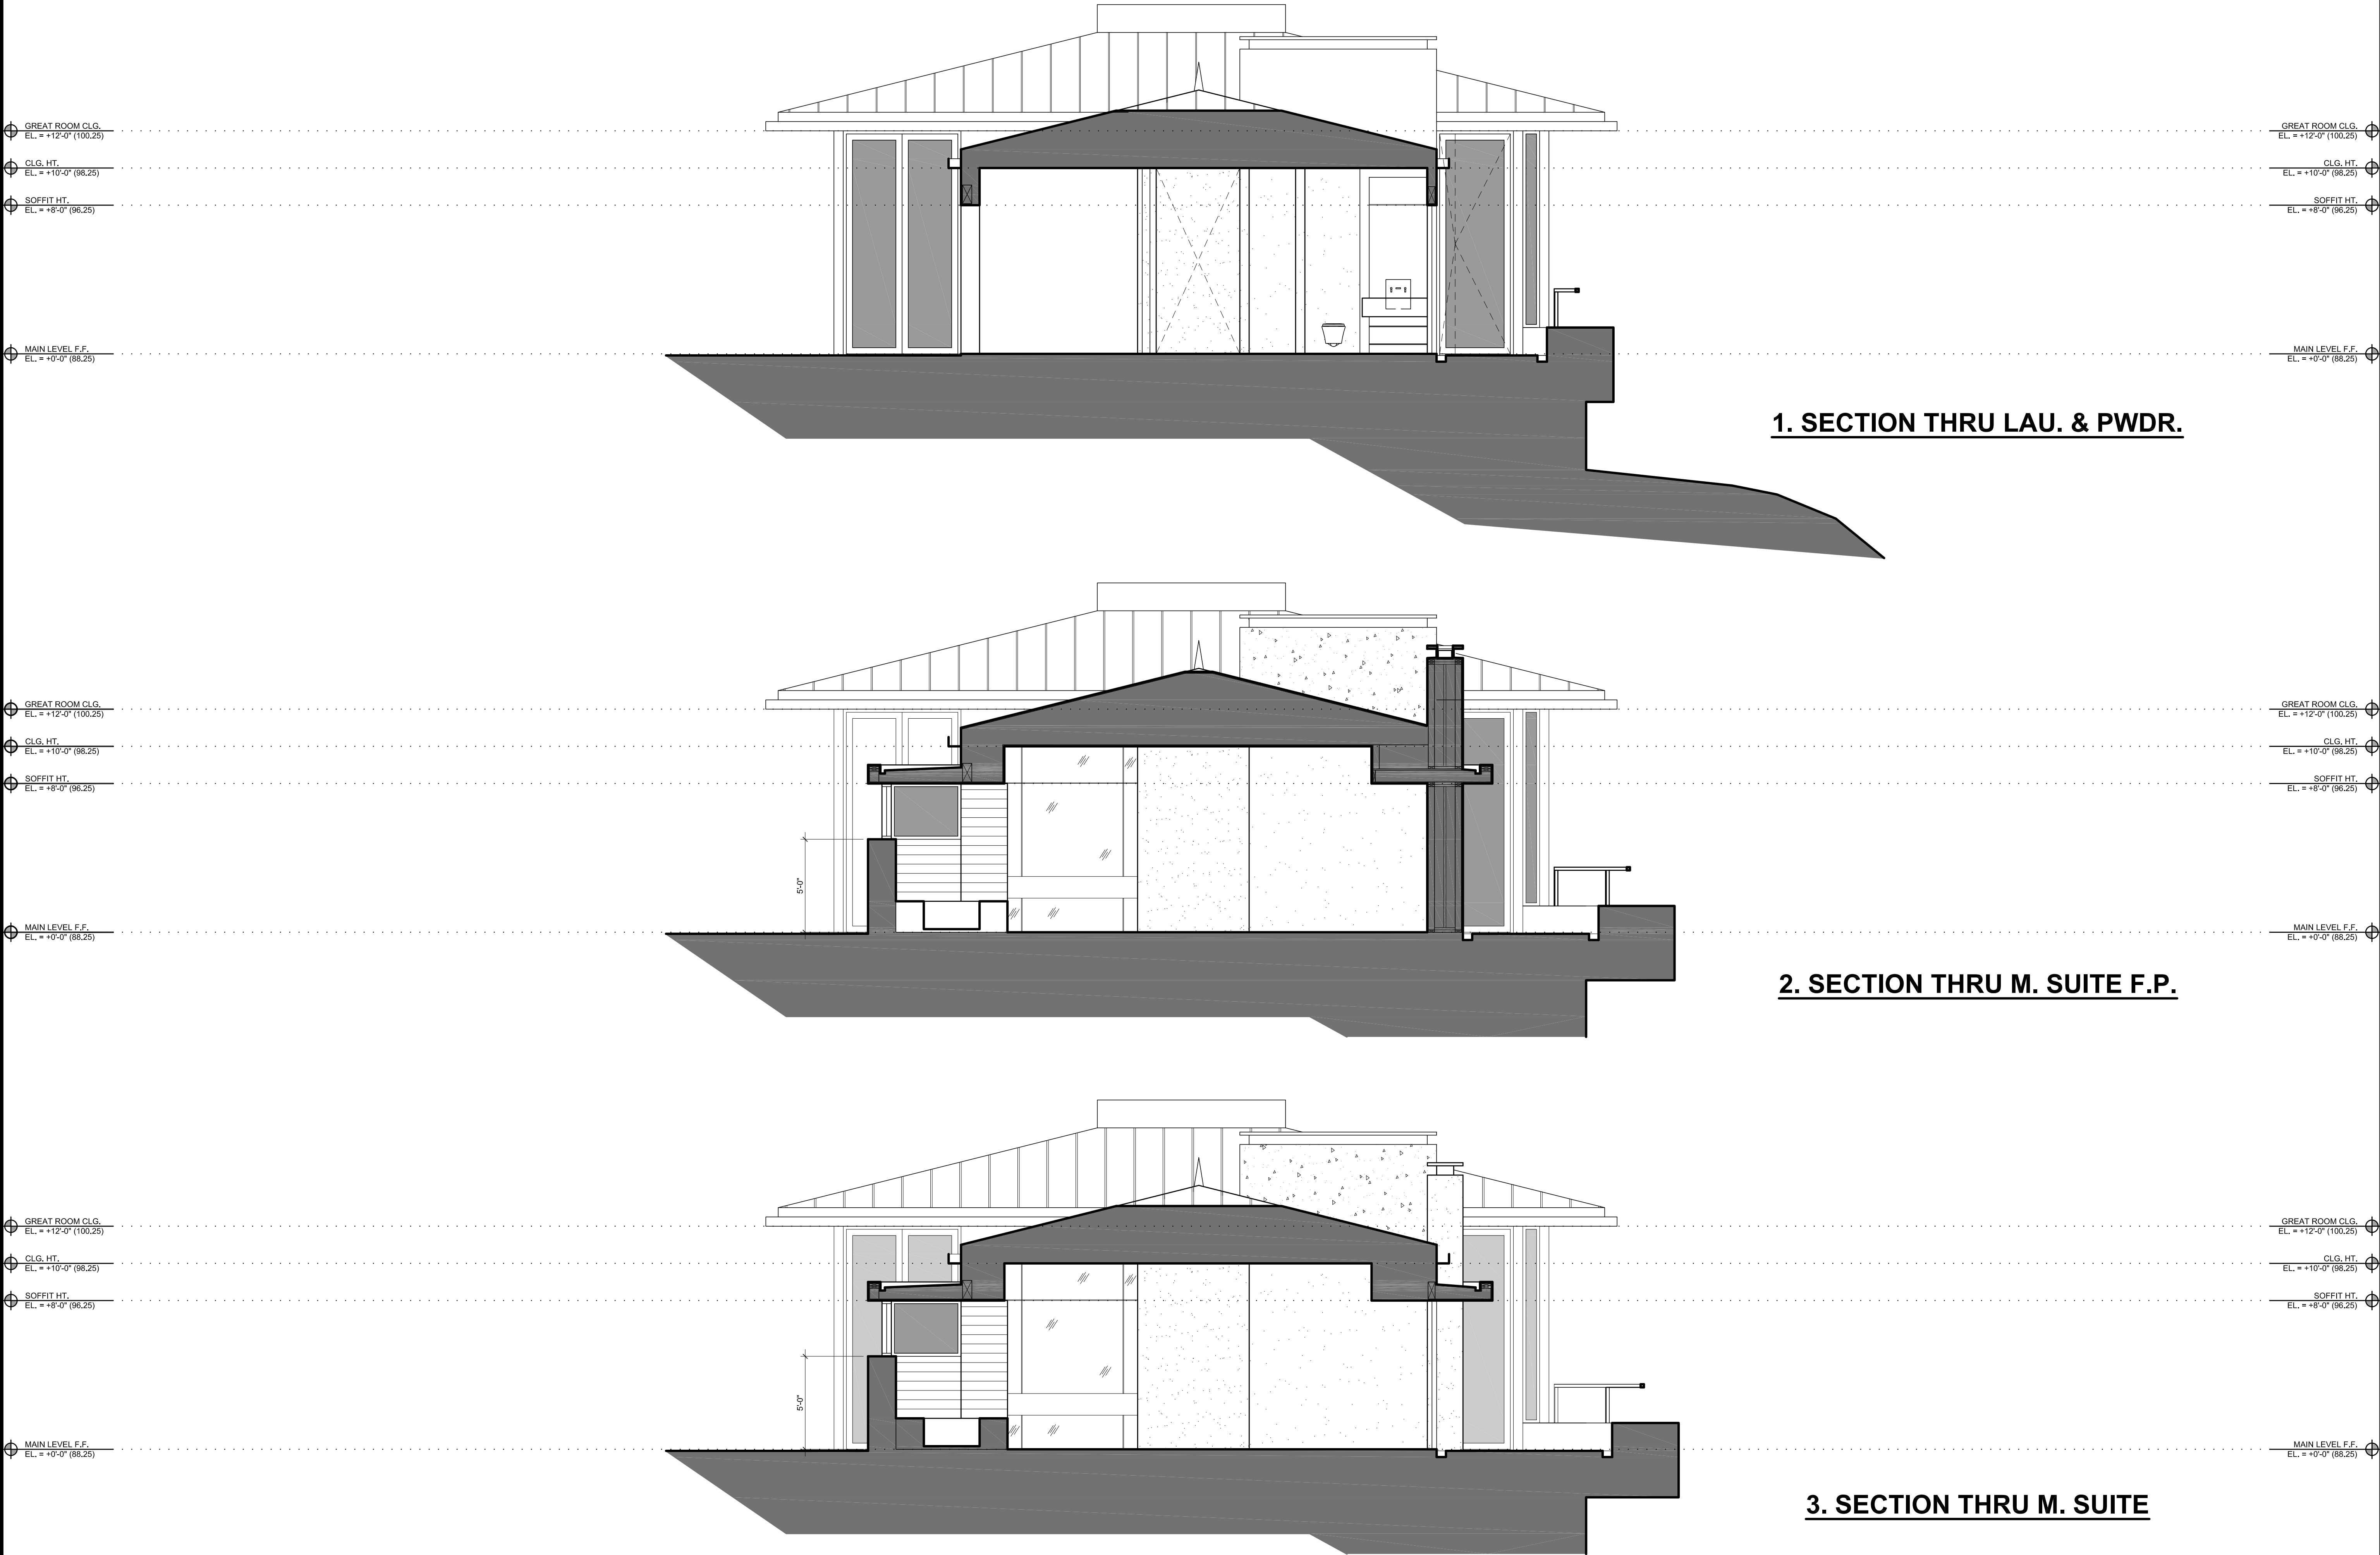 GREAT ROOM CLG.
EL. = +12'-0" (100.25)
CLG. HT.
EL. = +10'-0" (98.25)
SOFFIT HT.
EL. = +8'-0" (96.25)
MAIN LEVEL F.F.
EL. = +0'-0" (88.25)
GREAT ROOM CLG.
EL. = +12'-0" (100.25)
CLG. HT.
EL. = +10'-0" (98.25)
SOFFIT HT.
EL. = +8'-0" (96.25)
MAIN LEVEL F.F.
EL. = +0'-0" (88.25)
1. SECTION THRU LAU. & PWDR.
GREAT ROOM CLG.
EL. = +12'-0" (100.25)
CLG. HT.
EL. = +10'-0" (98.25)
SOFFIT HT.
EL. = +8'-0" (96.25)
MAIN LEVEL F.F.
EL. = +0'-0" (88.25)
5'-0"
GREAT ROOM CLG.
EL. = +12'-0" (100.25)
CLG. HT.
EL. = +10'-0" (98.25)
SOFFIT HT.
EL. = +8'-0" (96.25)
MAIN LEVEL F.F.
EL. = +0'-0" (88.25)
2. SECTION THRU M. SUITE F.P.
GREAT ROOM CLG.
EL. = +12'-0" (100.25)
CLG. HT.
EL. = +10'-0" (98.25)
SOFFIT HT.
EL. = +8'-0" (96.25)
MAIN LEVEL F.F.
EL. = +0'-0" (88.25)
5'-0"
GREAT ROOM CLG.
EL. = +12'-0" (100.25)
CLG. HT.
EL. = +10'-0" (98.25)
SOFFIT HT.
EL. = +8'-0" (96.25)
MAIN LEVEL F.F.
EL. = +0'-0" (88.25)
3. SECTION THRU M. SUITE